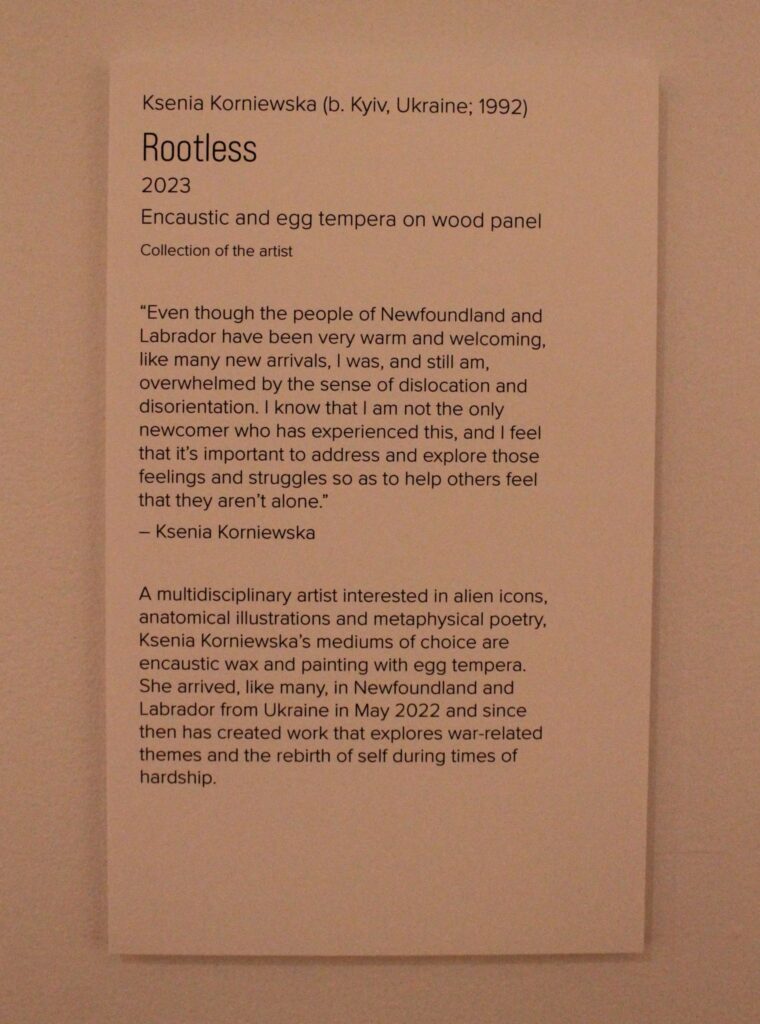 Ksenia Korniewska (b. Kyiv, Ukraine; 1992)
Rootless
2023
Encaustic and egg tempera on wood panel
Collection of the artist
“Even though the people of Newfoundland and
Labrador have been very warm and welcoming,
like many new arrivals, I was, and still am,
overwhelmed by the sense of dislocation and
disorientation. I know that I am not the only
newcomer who has experienced this, and I feel
that it’s important to address and explore those
feelings and struggles so as to help others feel
that they aren’t alone.”
– Ksenia Korniewska
A multidisciplinary artist interested in alien icons,
anatomical illustrations and metaphysical poetry,
Ksenia Korniewska’s mediums of choice are
encaustic wax and painting with egg tempera.
She arrived, like many, in Newfoundland and
Labrador from Ukraine in May 2022 and since
then has created work that explores war-related
themes and the rebirth of self during times of
hardship.